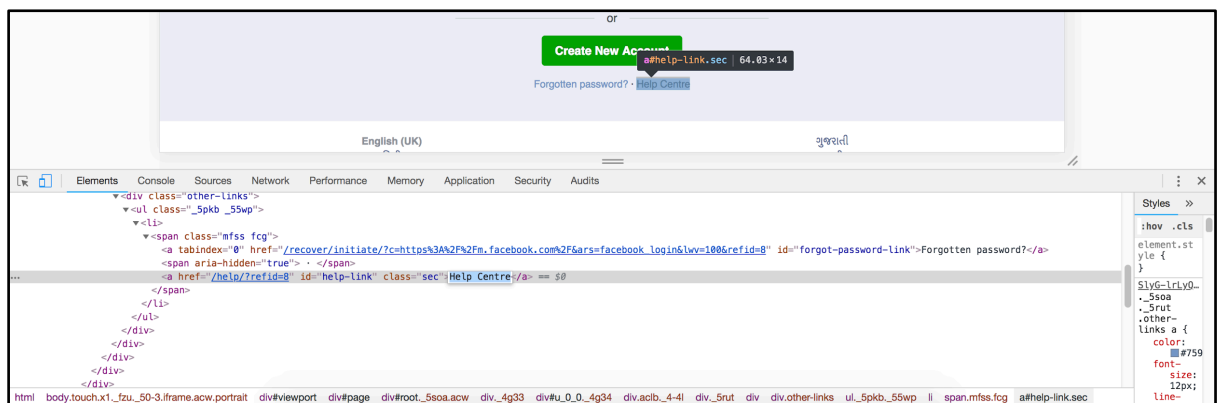 or
Create New Account
a#help-link.sec | 64.03×14
Forgotten password? · Help Centre
English (UK)
ગુજરાતી
Elements Console Sources Network Performance Memory Application Security Audits
▼<div class="other-links">
▼<ul class="_5pkb _55wp">
▼<li>
▼<span class="mfss fcg">
<a tabindex="0" href="/recover/initiate/?c=https%3A%2F%2Fm.facebook.com%2F&ars=facebook_login&lwv=100&refid=8" id="forgot-password-link">Forgotten password?</a>
<span aria-hidden="true"> · </span>
... <a href="/help/?refid=8" id="help-link" class="sec">Help Centre</a> == $0
</span>
</li>
</ul>
</div>
</div>
</div>
</div>
</div>
html body.touch.x1._fzu._50-3.iframe.acw.portrait div#viewport div#page div#root._5soa.acw div._4g33 div#u_0_0._4g34 div.aclb._4-4l div._5rut div div.other-links ul._5pkb._55wp li span.mfss.fcg a#help-link.sec
Styles »
:hov .cls
element.st
yle {
}
SlyG-lrLyQ…
._5soa
._5rut
.other-
links a {
color:
#759
font-
size:
12px;
line-